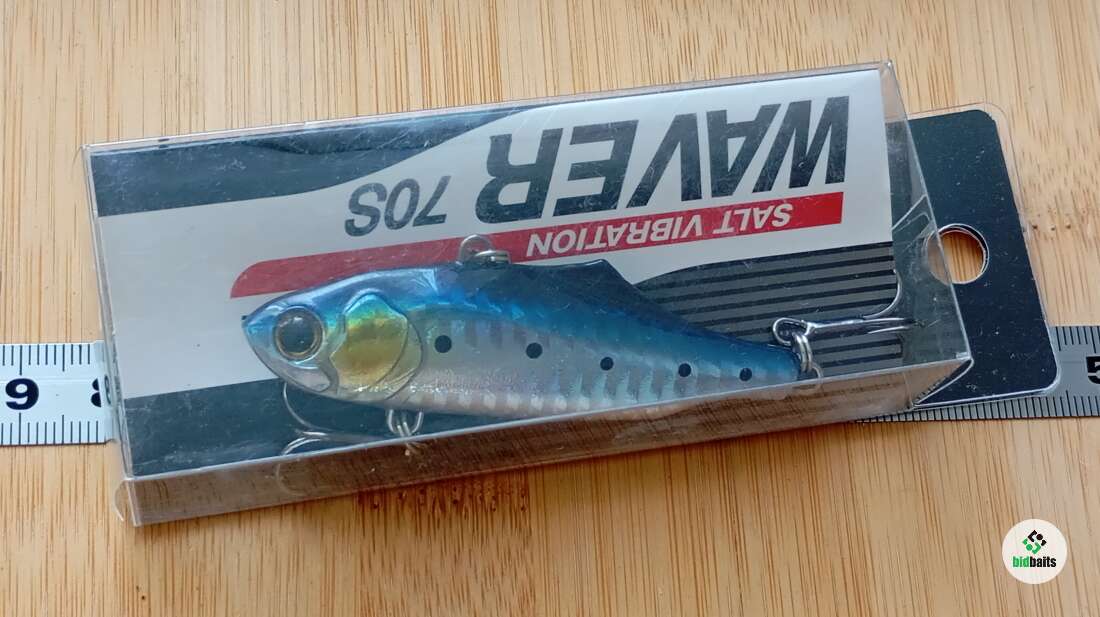 WAVER 70S
SALT VIBRATION
9 8
5
bidbaits